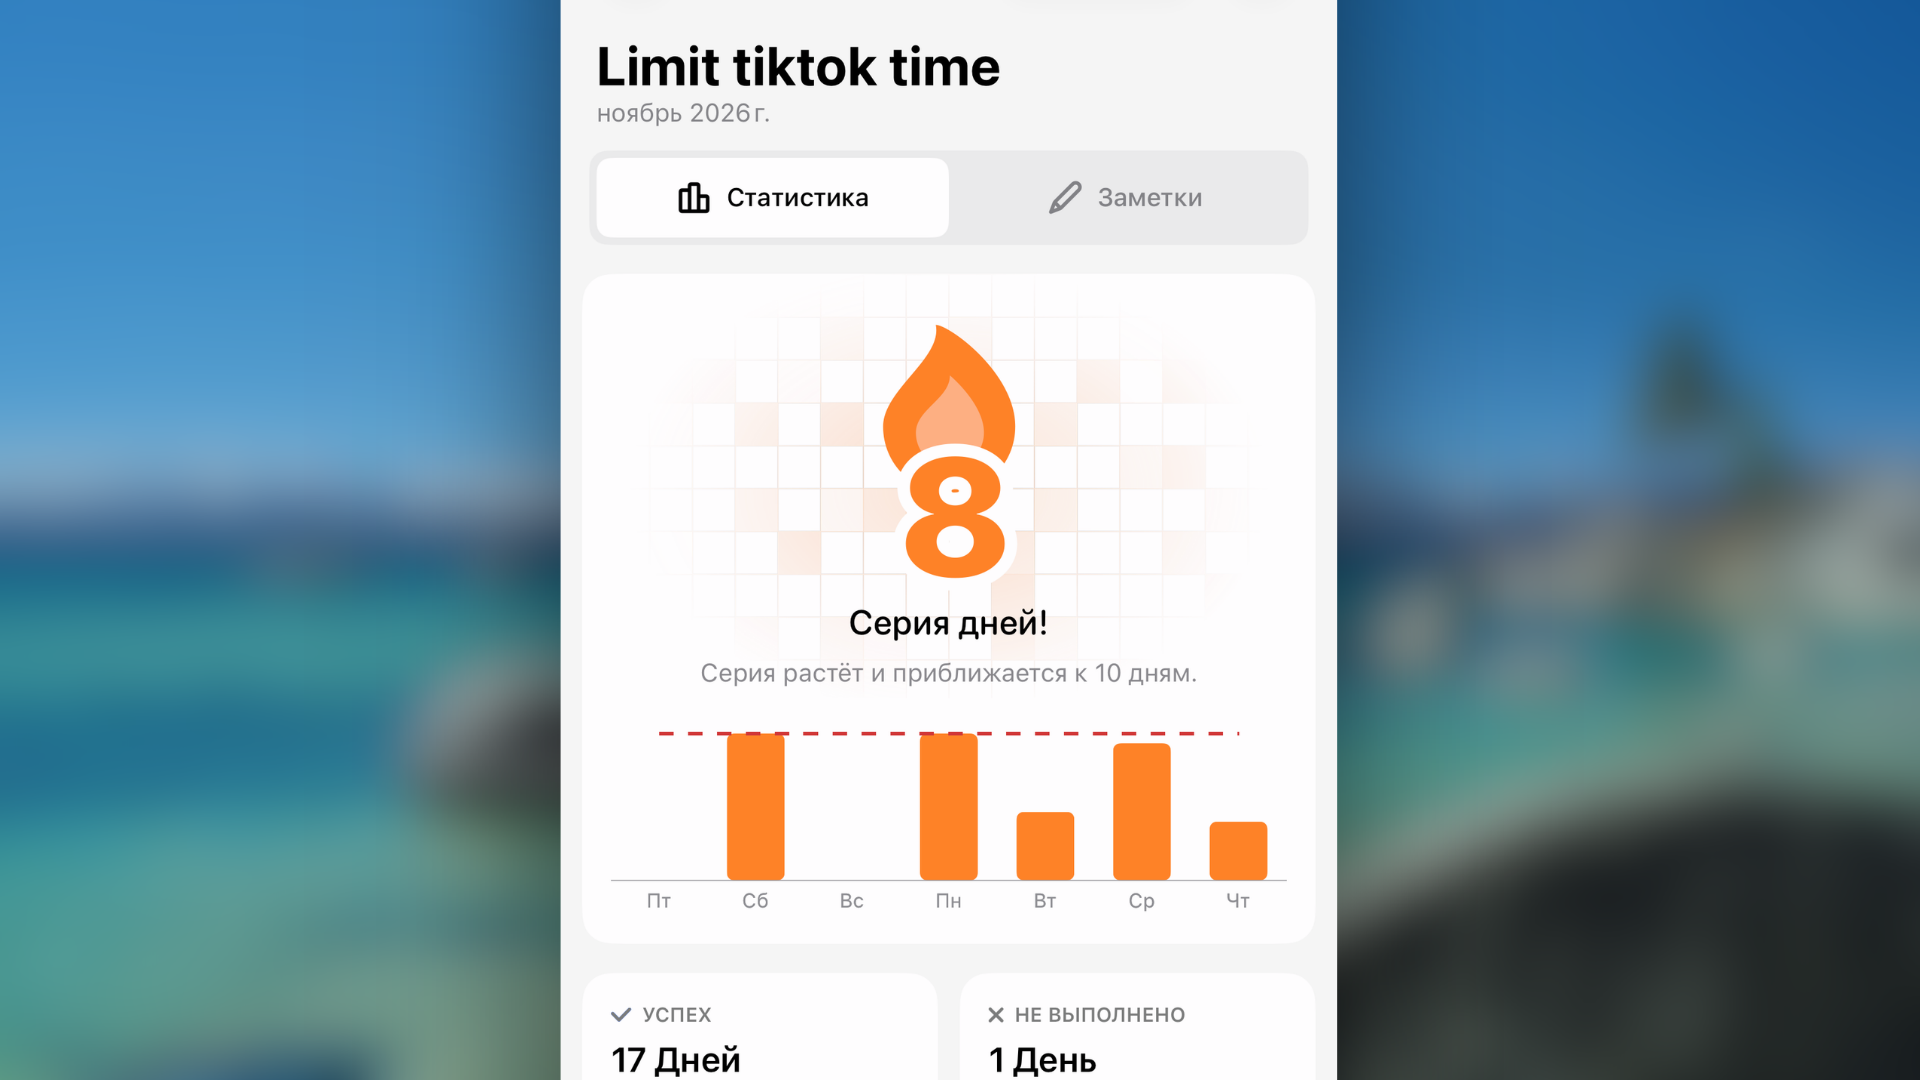 Limit tiktok time
ноябрь 2026 г.
Статистика
Заметки
8
Серия дней!
Серия растёт и приближается к 10 дням.
Пт Сб Вс Пн Вт Ср Чт
УСПЕХ
17 Дней
НЕ ВЫПОЛНЕНО
1 День